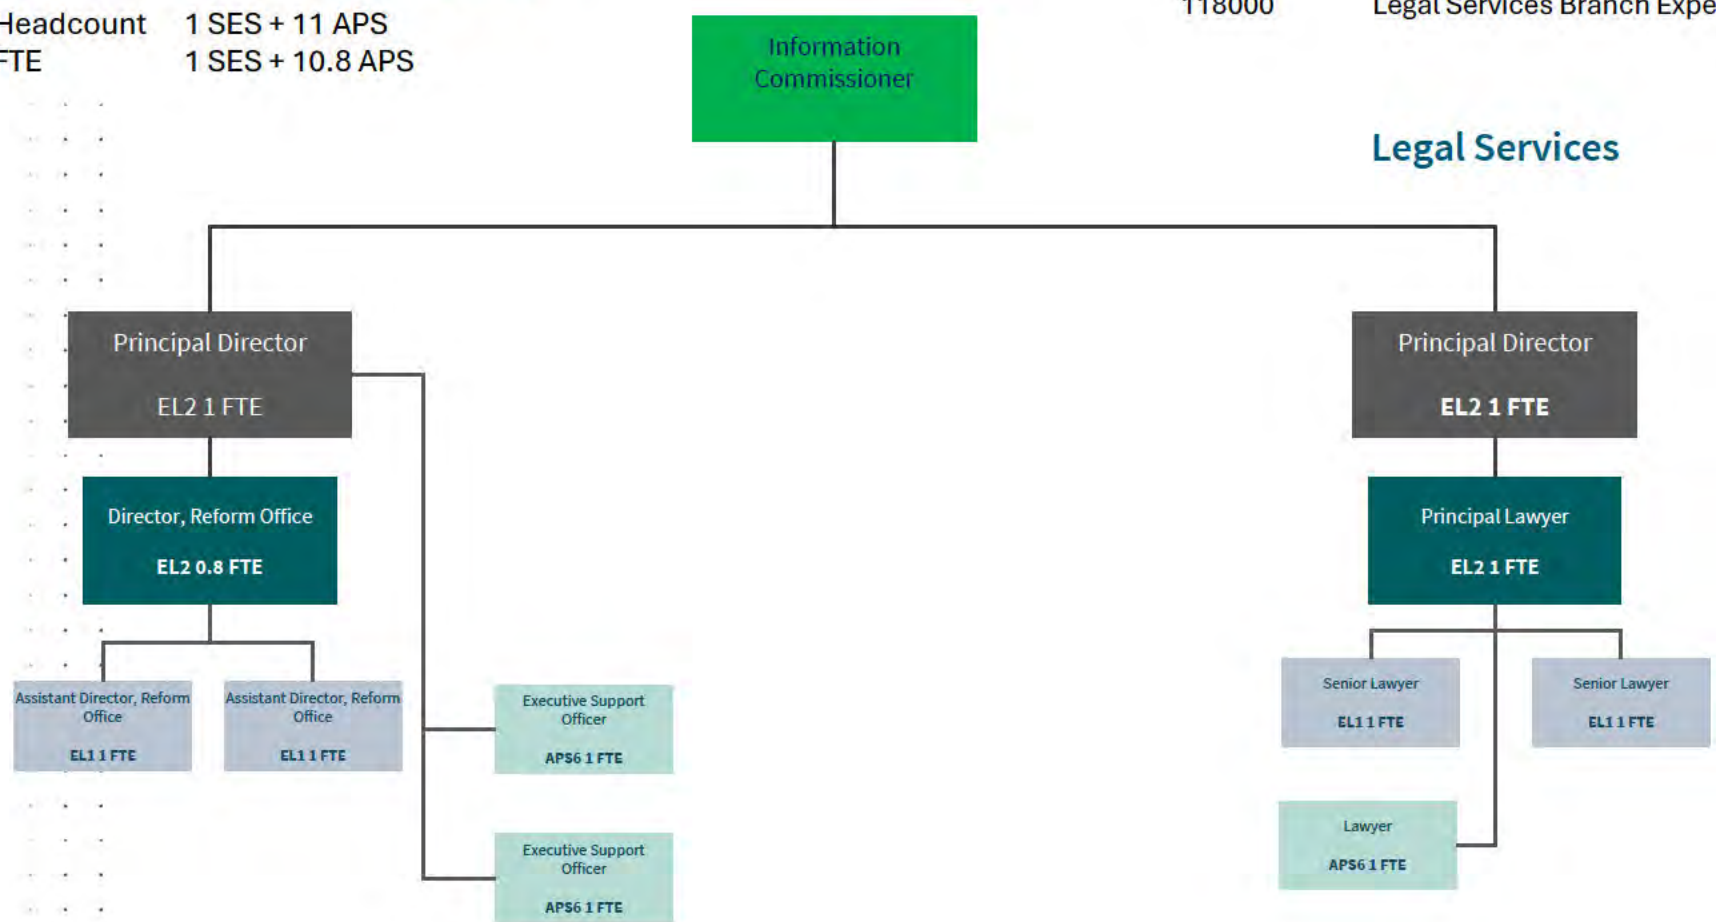 Headcount 1 SES + 11 APS
FTE 1 SES + 10.8 APS
118000 Legal Services Branch Expe
Information
Commissioner
Legal Services
Principal Director
EL2 1 FTE
Principal Director
EL2 1 FTE
Director, Reform Office
EL2 0.8 FTE
Principal Lawyer
EL2 1 FTE
Assistant Director, Reform
Office
EL1 1 FTE
Assistant Director, Reform
Office
EL1 1 FTE
Executive Support
Officer
APS6 1 FTE
Executive Support
Officer
APS6 1 FTE
Senior Lawyer
EL1 1 FTE
Senior Lawyer
EL1 1 FTE
Lawyer
APS6 1 FTE